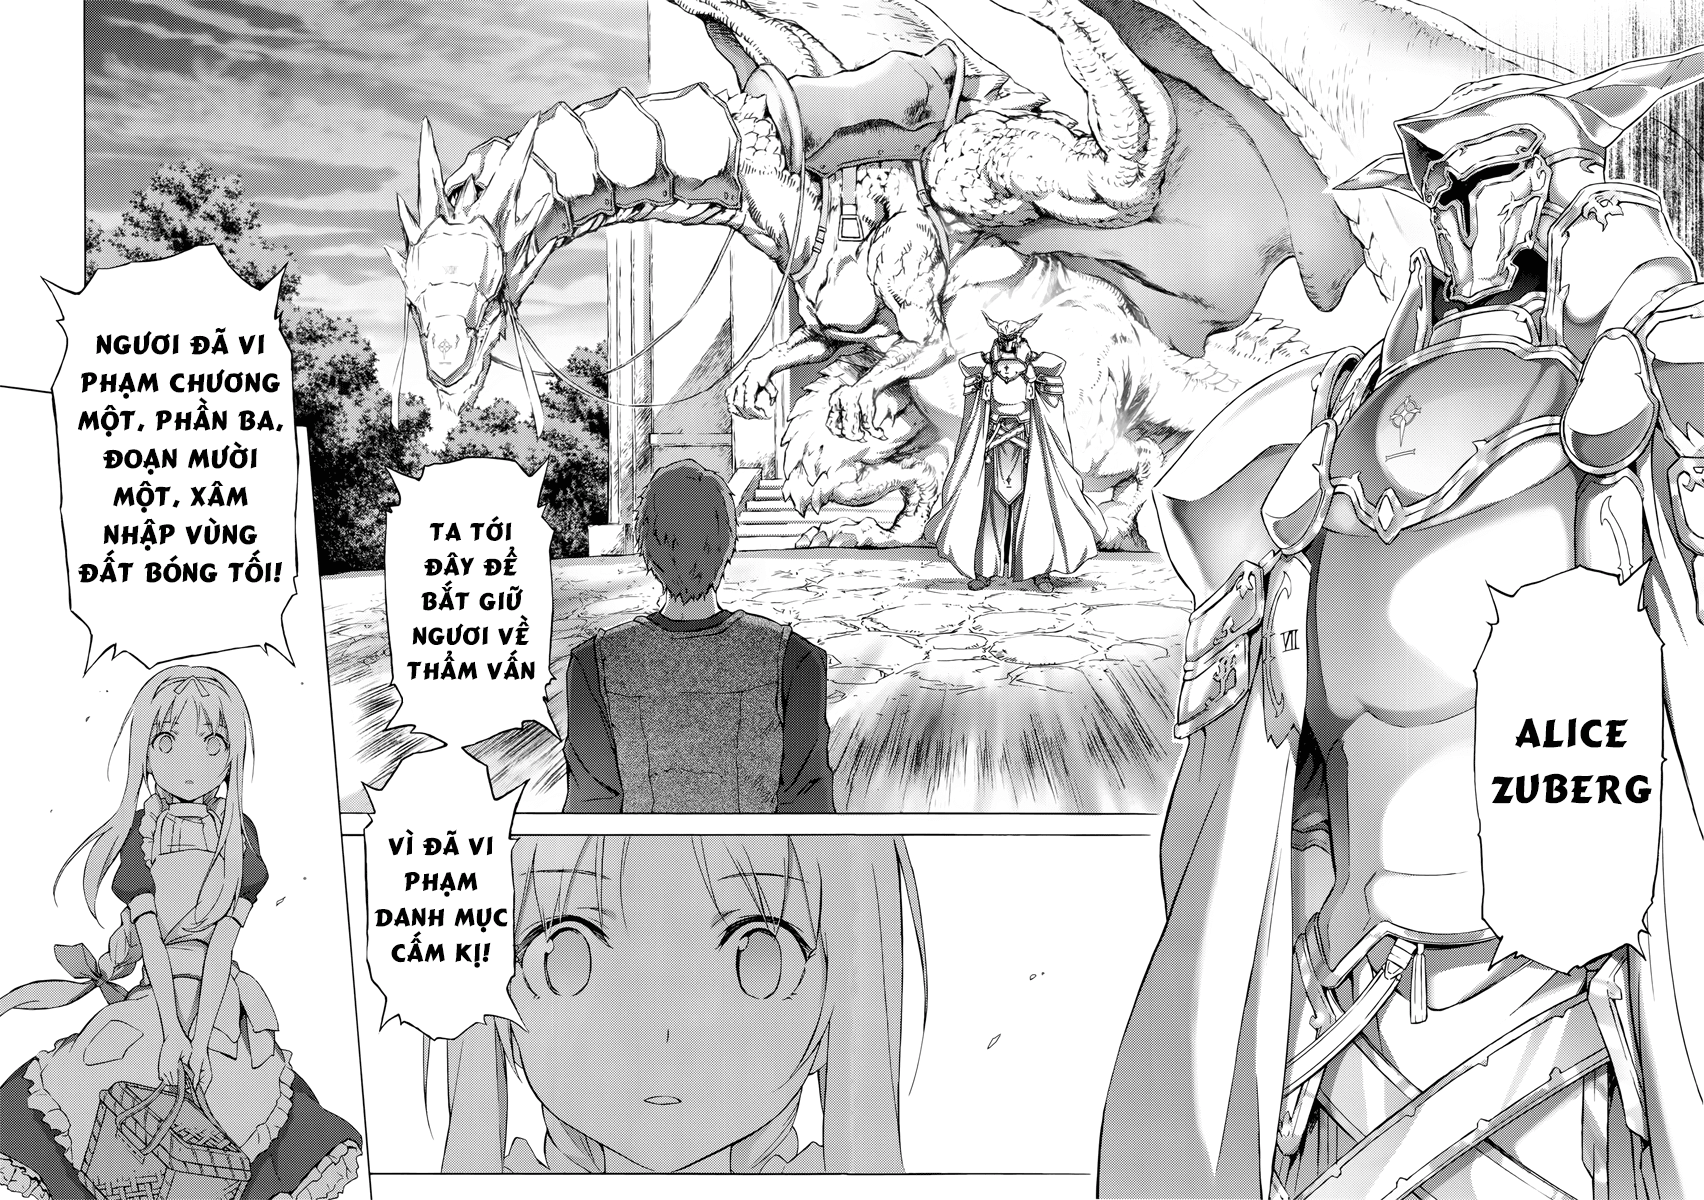 ALICE
ZUBERG
TA TỚI
ĐÂY ĐỂ
BẮT GIỮ
NGƯƠI VỀ
THẨM VẤN
VÌ ĐÃ VI
PHẠM
DANH MỤC
CẤM KỊ!
NGƯƠI ĐÃ VI
PHẠM CHƯƠNG
MỘT, PHẦN BA,
ĐOẠN MƯỜI
MỘT, XÂM
NHẬP VÙNG
ĐẤT BÓNG TỐI!
VII